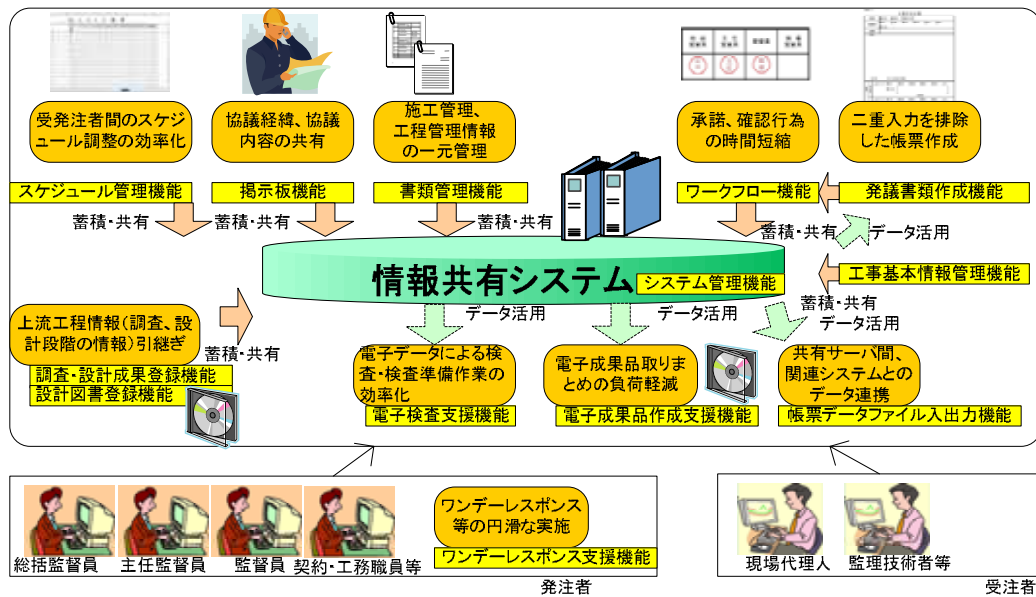 受発注者間のスケジ
ュール調整の効率化
協議経緯、協議
内容の共有
施工管理、
工程管理情報
の一元管理
承諾、確認行為
の時間短縮
二重入力を排除
した帳票作成
スケジュール管理機能
掲示板機能
書類管理機能
ワークフロー機能
発議書類作成機能
蓄積・共有
蓄積・共有
蓄積・共有
蓄積・共有
データ活用
情報共有システム
システム管理機能
工事基本情報管理機能
蓄積・共有
データ活用
データ活用
データ活用
上流工程情報(調査、設
計段階の情報)引継ぎ
蓄積・共有
調査・設計成果登録機能
設計図書登録機能
電子データによる検
査・検査準備作業の
効率化
電子検査支援機能
電子成果品取りま
とめの負荷軽減
電子成果品作成支援機能
共有サーバ間、
関連システムとの
データ連携
帳票データファイル入出力機能
総括監督員
主任監督員
監督員
契約・工務職員等
ワンデーレスポンス
等の円滑な実施
ワンデーレスポンス支援機能
発注者
現場代理人
監理技術者等
受注者